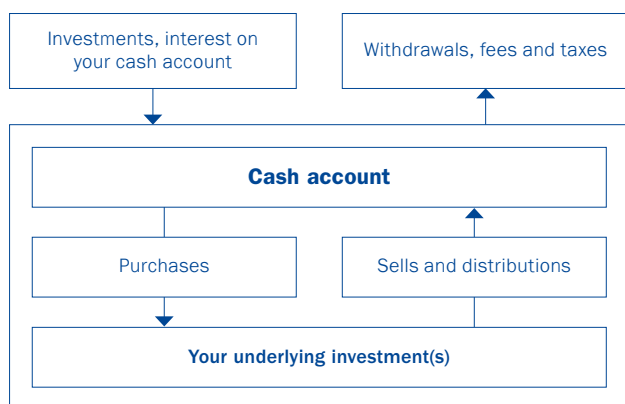 Investments, interest on
your cash account
Withdrawals, fees and taxes
Cash account
Purchases
Sells and distributions
Your underlying investment(s)